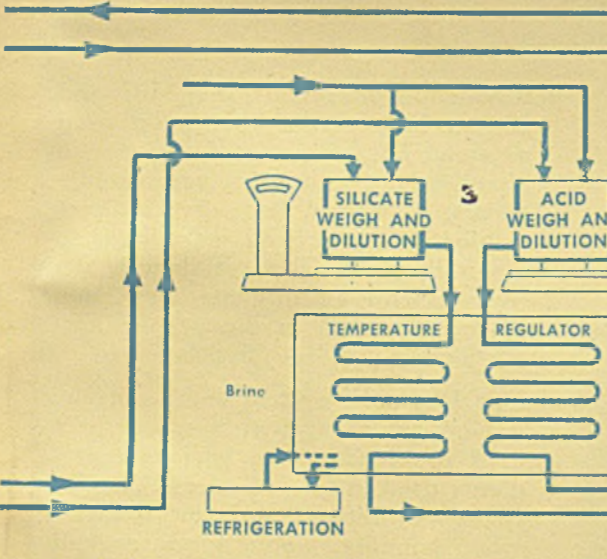 SILICATE
WEIGH AND
DILUTION
3
ACID
WEIGH AN
DILUTION
TEMPERATURE
REGULATOR
Brine
REFRIGERATION